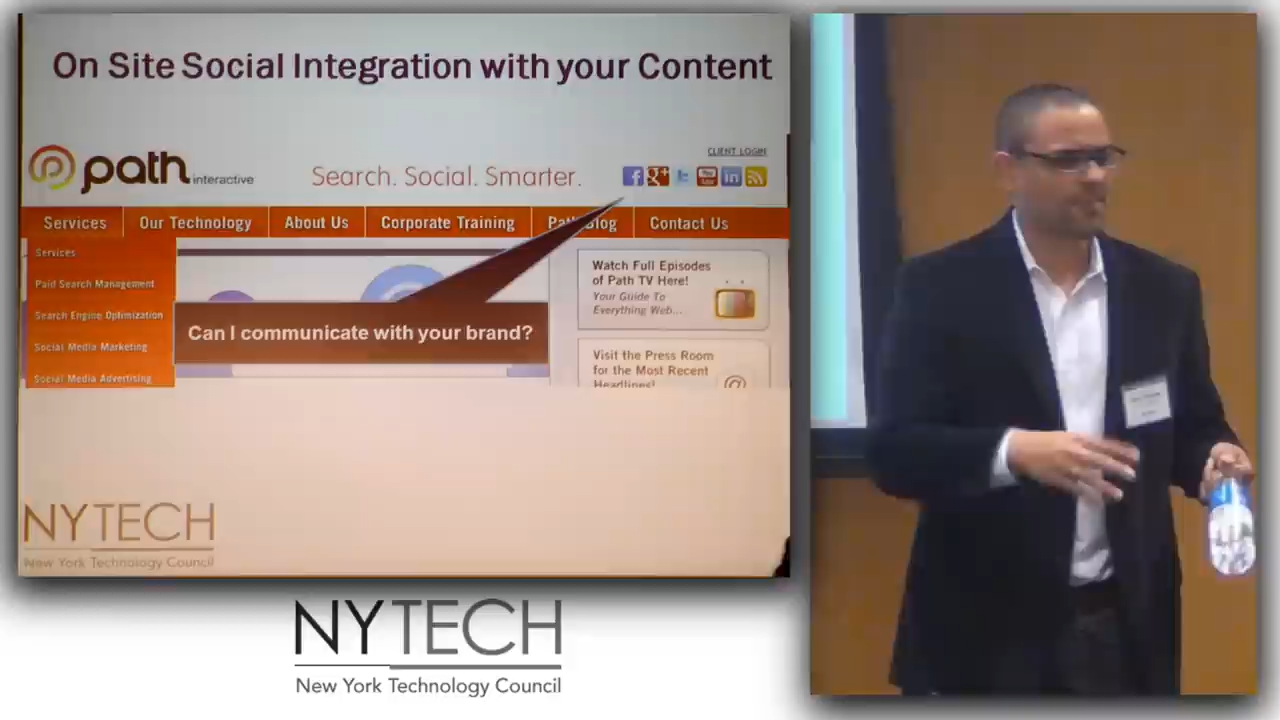 On Site Social Integration with your Content
path interactive
Search. Social. Smarter.
CLIENT LOGIN
Services
Our Technology
About Us
Corporate Training
Contact Us
Services
Paid Search Management
Search Engine Optimization
Social Media Marketing
Social Media Advertising
Can I communicate with your brand?
Watch Full Episodes
of Path TV Here!
Your Guide To
Everything Web...
Visit the Press Room
for the Most Recent
Headlines!
NYTECH
New York Technology Council
NYTECH
New York Technology Council